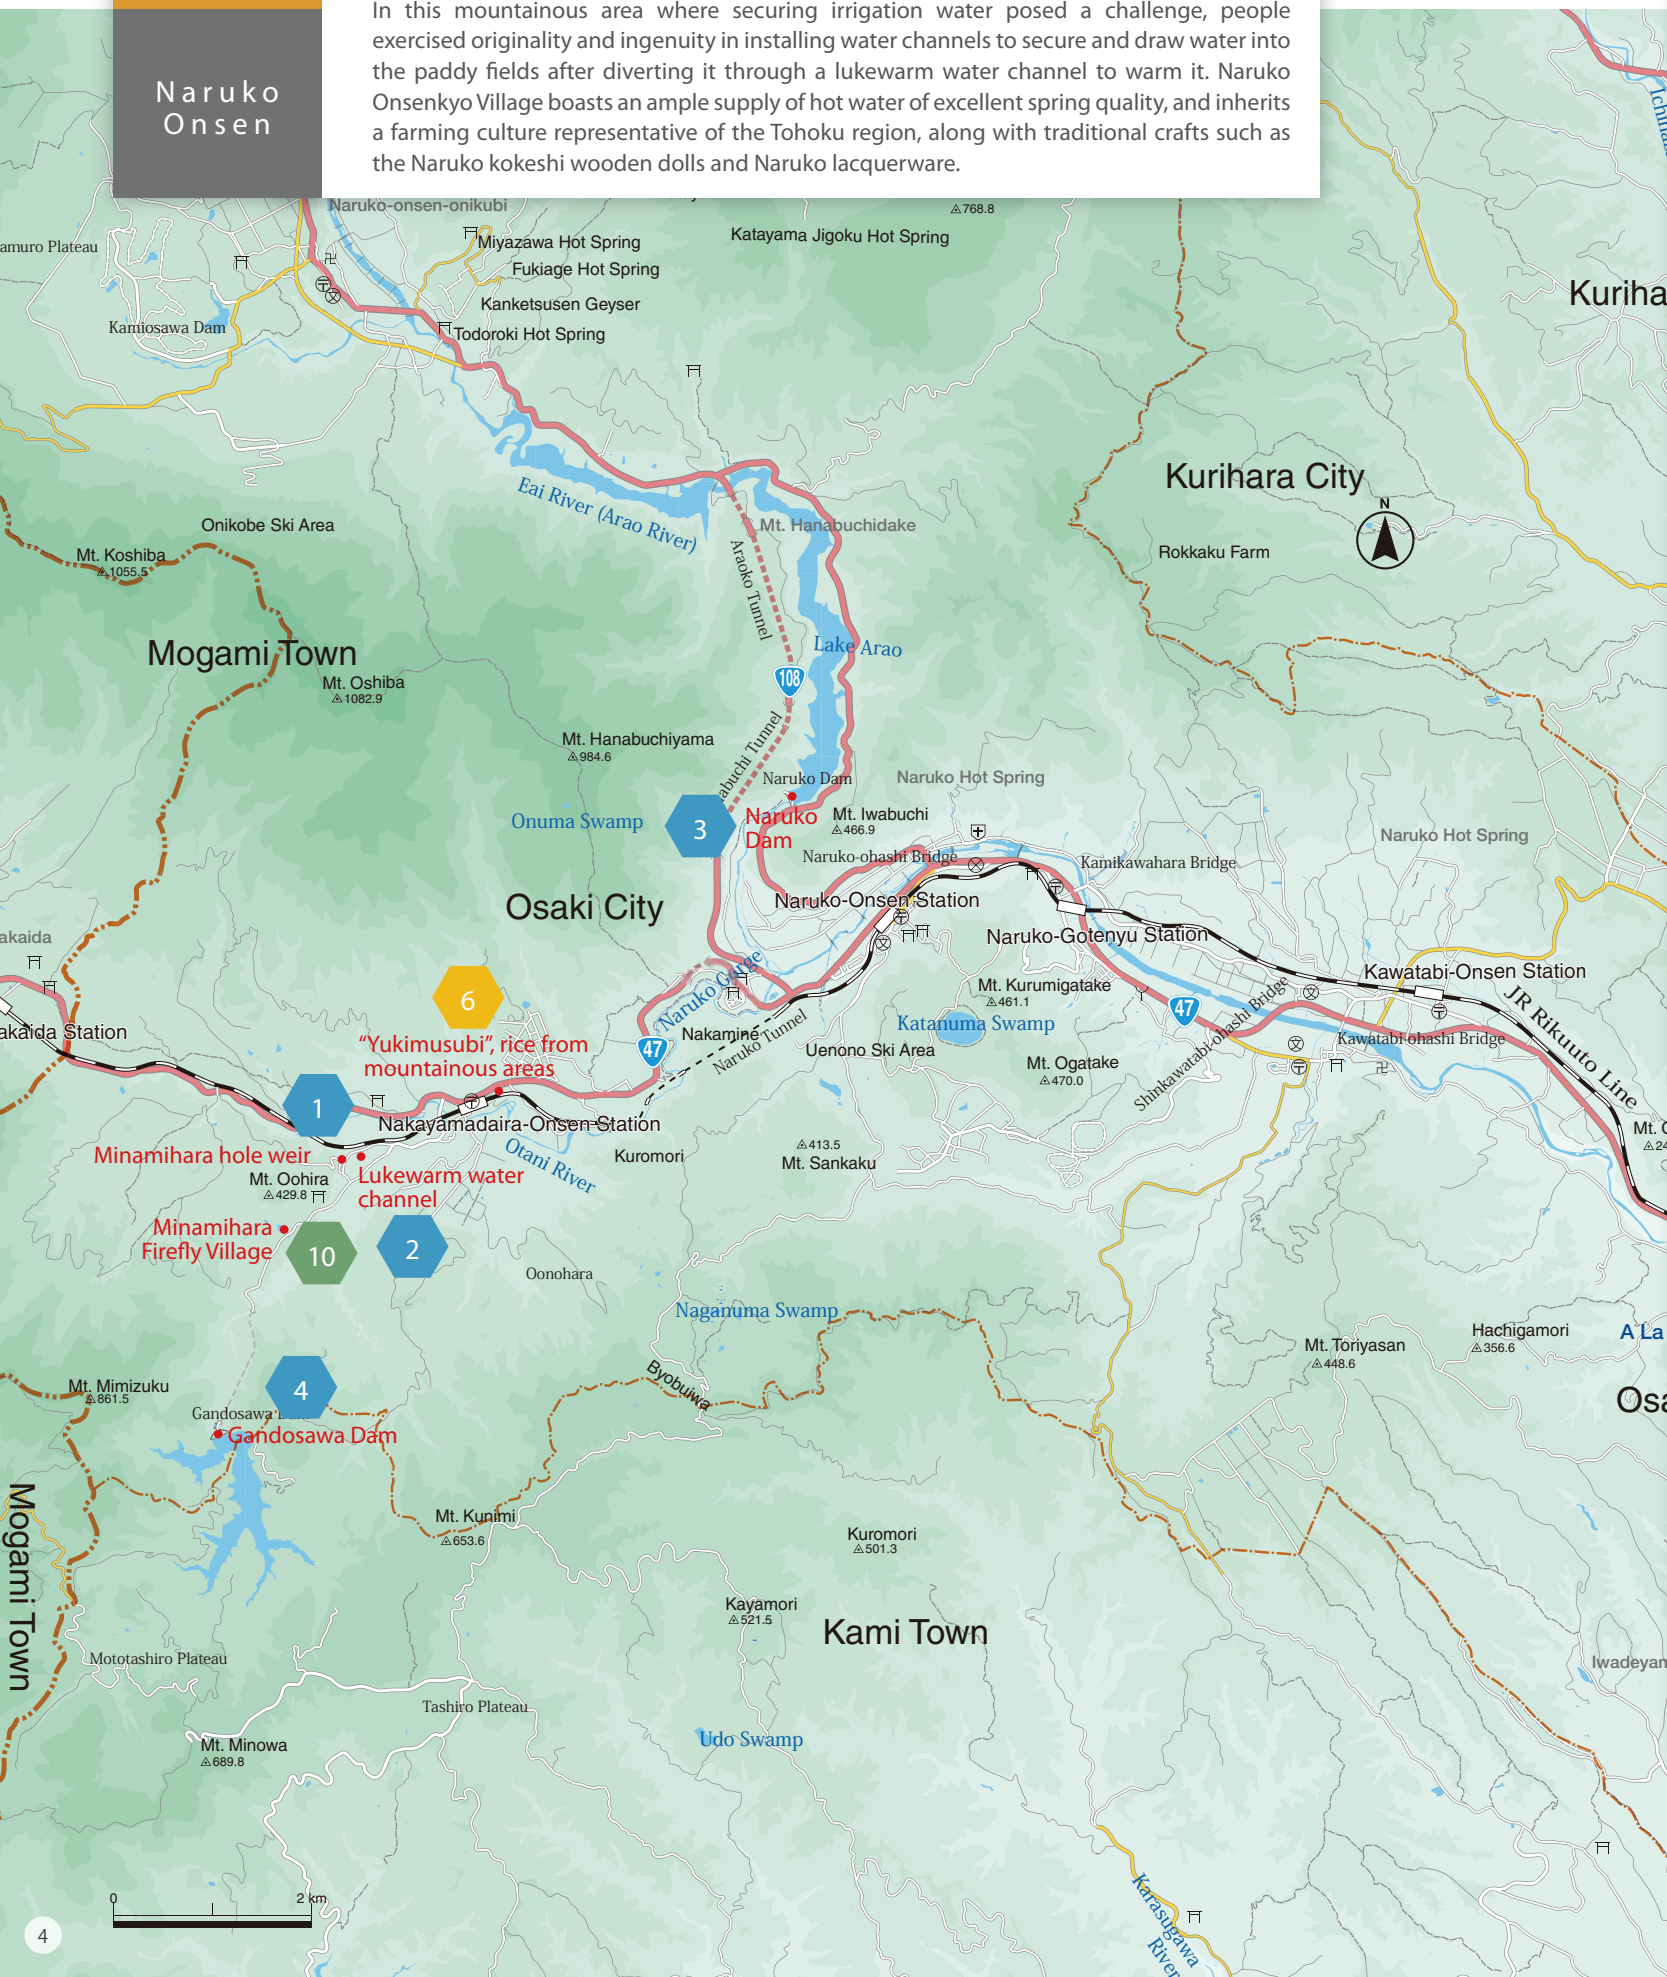 In this mountainous area where securing irrigation water posed a challenge, people
exercised originality and ingenuity in installing water channels to secure and draw water into
the paddy fields after diverting it through a lukewarm water channel to warm it. Naruko
Onsenkyo Village boasts an ample supply of hot water of excellent spring quality, and inherits
a farming culture representative of the Tohoku region, along with traditional crafts such as
the Naruko kokeshi wooden dolls and Naruko lacquerware.
Naruko
Onsen
Naruko-onsen-onikubi
768.8
Miyazawa Hot Spring
Katayama Jigoku Hot Spring
amuro Plateau
Fukiage Hot Spring
Kanketsusen Geyser
Kamiosawa Dam
Todoroki Hot Spring
Kuriha
Kurihara City
N
Eai River (Arao River)
Onikobe Ski Area
Mt. Hanabuchidake
Rokkaku Farm
Mt. Koshiba
1055.5
Araoko Tunnel
Mogami Town
Lake Arao
108
Mt. Oshiba
1082.9
Mt. Hanabuchiyama
984.6
abuchi Tunnel
Naruko Dam
Naruko Hot Spring
Onuma Swamp
3
Naruko
Dam
Mt. Iwabuchi
466.9
Naruko Hot Spring
Naruko-ohashi Bridge
Kamikawahara Bridge
Osaki City
Naruko-Onsen Station
Naruko-Gotenyu Station
akaida
Kawatabi-Onsen Station
6
Naruko Gorge
Mt. Kurumigatake
461.1
JR Rikuuto Line
47
akaida Station
"Yukimusubi", rice from
mountainous areas
47
Nakamine
Naruko Tunnel
Katanuma Swamp
Uenono Ski Area
Shinkawatabi-ohashi Bridge
Kawatabi-ohashi Bridge
Mt. Ogatake
470.0
1
Nakayamadaira-Onsen Station
Minamihara hole weir
Otani River
Kuromori
413.5
Mt. Sankaku
24
Mt. Oohira
429.8
Lukewarm water
channel
Minamihara
Firefly Village
10
2
Oonohara
Naganuma Swamp
Mt. Toriyasan
448.6
Hachigamori
356.6
A La
Byobuiwa
Mt. Mimizuku
861.5
4
Gandosawa
Gandosawa Dam
Osa
Mogami Town
Mt. Kunimi
653.6
Kuromori
501.3
Kayamori
521.5
Kami Town
Mototashiro Plateau
Iwadeyam
Tashiro Plateau
Udo Swamp
Mt. Minowa
689.8
Karasugawa
River
0
2 km
4